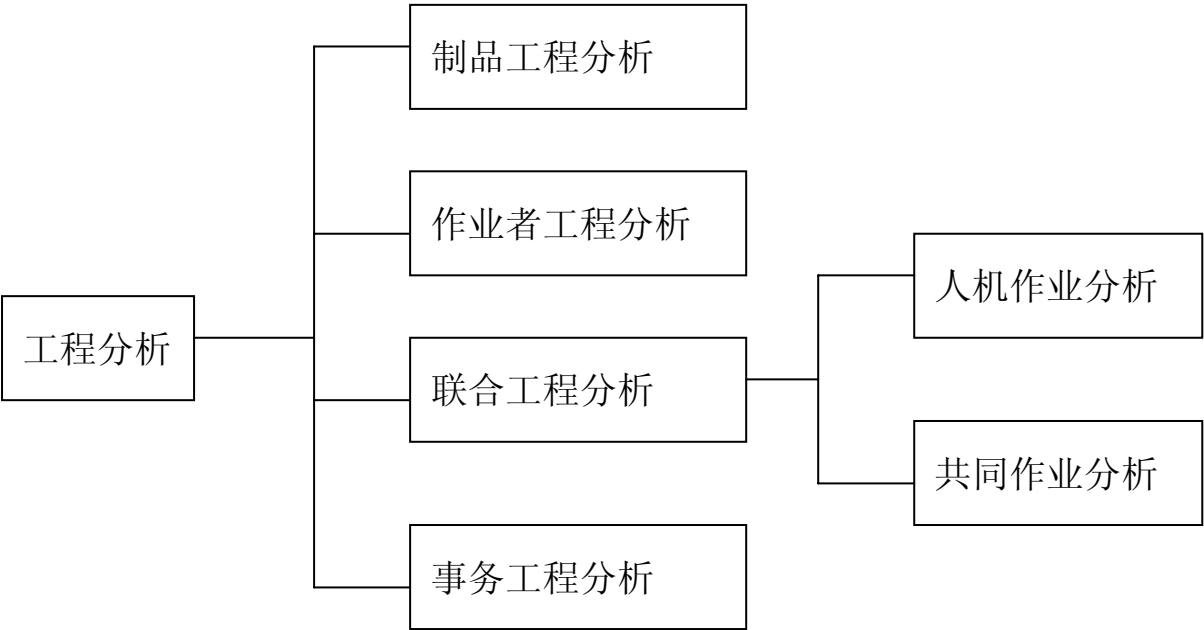 工程分析
制品工程分析
作业者工程分析
联合工程分析
事务工程分析
人机作业分析
共同作业分析